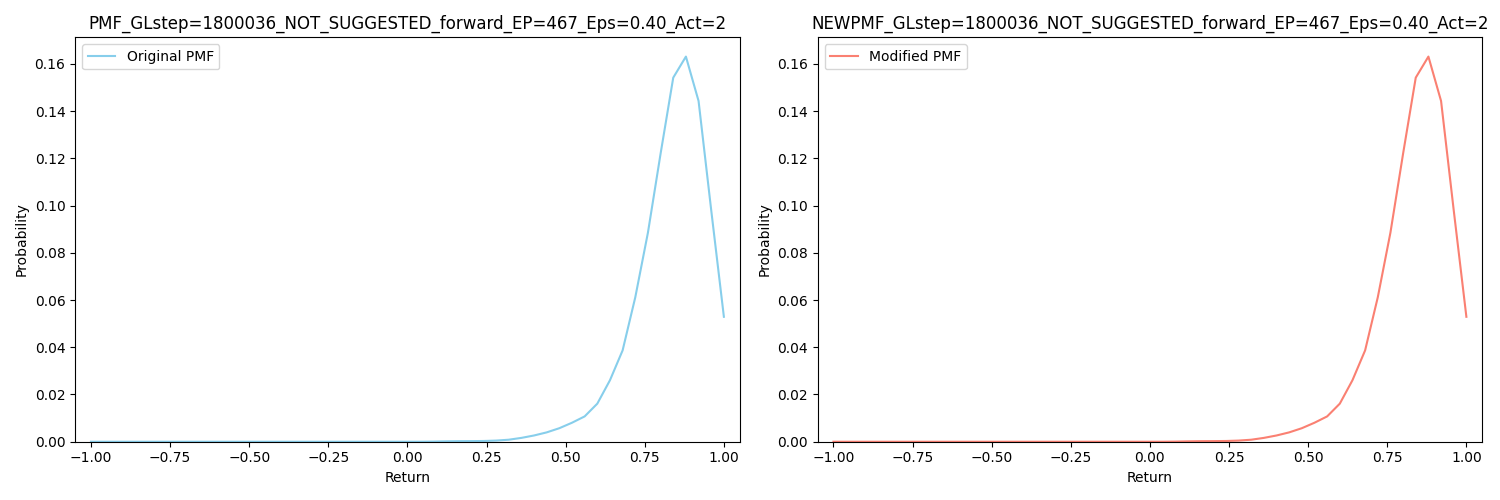 PMF_GLstep=1800036_NOT_SUGGESTED_forward_EP=467_Eps=0.40_Act=2
Original PMF
Probability
0.16
0.14
0.12
0.10
0.08
0.06
0.04
0.02
0.00
−1.00 −0.75 −0.50 −0.25 0.00 0.25 0.50 0.75 1.00
Return
NEWPMF_GLstep=1800036_NOT_SUGGESTED_forward_EP=467_Eps=0.40_Act=2
Modified PMF
Probability
0.16
0.14
0.12
0.10
0.08
0.06
0.04
0.02
0.00
−1.00 −0.75 −0.50 −0.25 0.00 0.25 0.50 0.75 1.00
Return